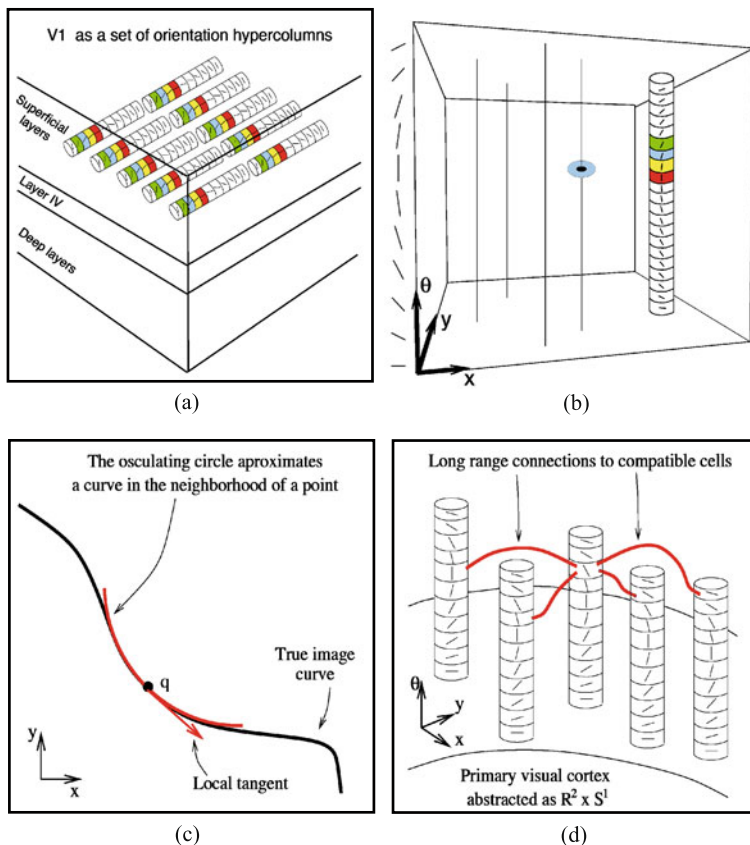 V1 as a set of orientation hypercolumns
Superficial
layers
Layer IV
Deep layers
(a)
θ
y
x
(b)
The osculating circle aproximates
a curve in the neighborhood of a point
True image
curve
q
Local tangent
y
x
(c)
Long range connections to compatible cells
θ
y
x
Primary visual cortex
abstracted as R² x S¹
(d)